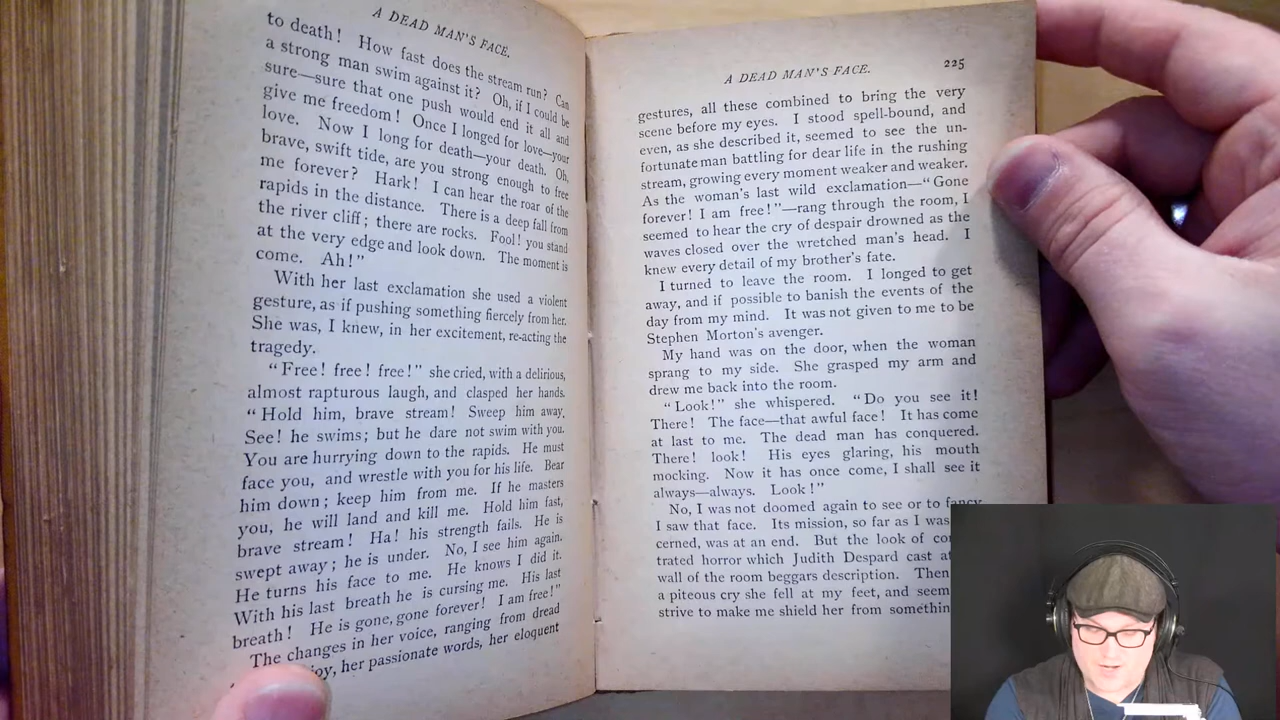 A DEAD MAN'S FACE.
to death! How fast does the stream run? Can
a strong man swim against it? Oh, if I could be
sure—sure that one push would end it all and
give me freedom! Once I longed for love—your
love. Now I long for death—your death. Oh,
brave, swift tide, are you strong enough to free
me forever? Hark! I can hear the roar of the
rapids in the distance. There is a deep fall from
the river cliff; there are rocks. Fool! you stand
at the very edge and look down. The moment is
come. Ah!"
With her last exclamation she used a violent
gesture, as if pushing something fiercely from her.
She was, I knew, in her excitement, re-acting the
tragedy.
"Free! free! free!" she cried, with a delirious,
almost rapturous laugh, and clasped her hands.
"Hold him, brave stream! Sweep him away,
See! he swims; but he dare not swim with you.
You are hurrying down to the rapids. He must
face you, and wrestle with you for his life. Bear
him down; keep him from me. If he masters
you, he will land and kill me. Hold him fast,
brave stream! Ha! his strength fails. He is
swept away; he is under. No, I see him again.
He turns his face to me. He knows I did it.
With his last breath he is cursing me. His last
breath! He is gone, gone forever! I am free!"
The changes in her voice, ranging from dread
joy, her passionate words, her eloquent
A DEAD MAN'S FACE. 225
gestures, all these combined to bring the very
scene before my eyes. I stood spell-bound, and
even, as she described it, seemed to see the un-
fortunate man battling for dear life in the rushing
stream, growing every moment weaker and weaker.
As the woman's last wild exclamation—"Gone
forever! I am free!"—rang through the room, I
seemed to hear the cry of despair drowned as the
waves closed over the wretched man's head. I
knew every detail of my brother's fate.
I turned to leave the room. I longed to get
away, and if possible to banish the events of the
day from my mind. It was not given to me to be
Stephen Morton's avenger.
My hand was on the door, when the woman
sprang to my side. She grasped my arm and
drew me back into the room.
"Look!" she whispered. "Do you see it!
There! The face—that awful face! It has come
at last to me. The dead man has conquered.
There! look! His eyes glaring, his mouth
mocking. Now it has once come, I shall see it
always—always. Look!"
No, I was not doomed again to see or to fancy
I saw that face. Its mission, so far as I was
cerned, was at an end. But the look of
trated horror which Judith Despard cast
wall of the room beggars description. Then
a piteous cry she fell at my feet, and
strive to make me shield her from